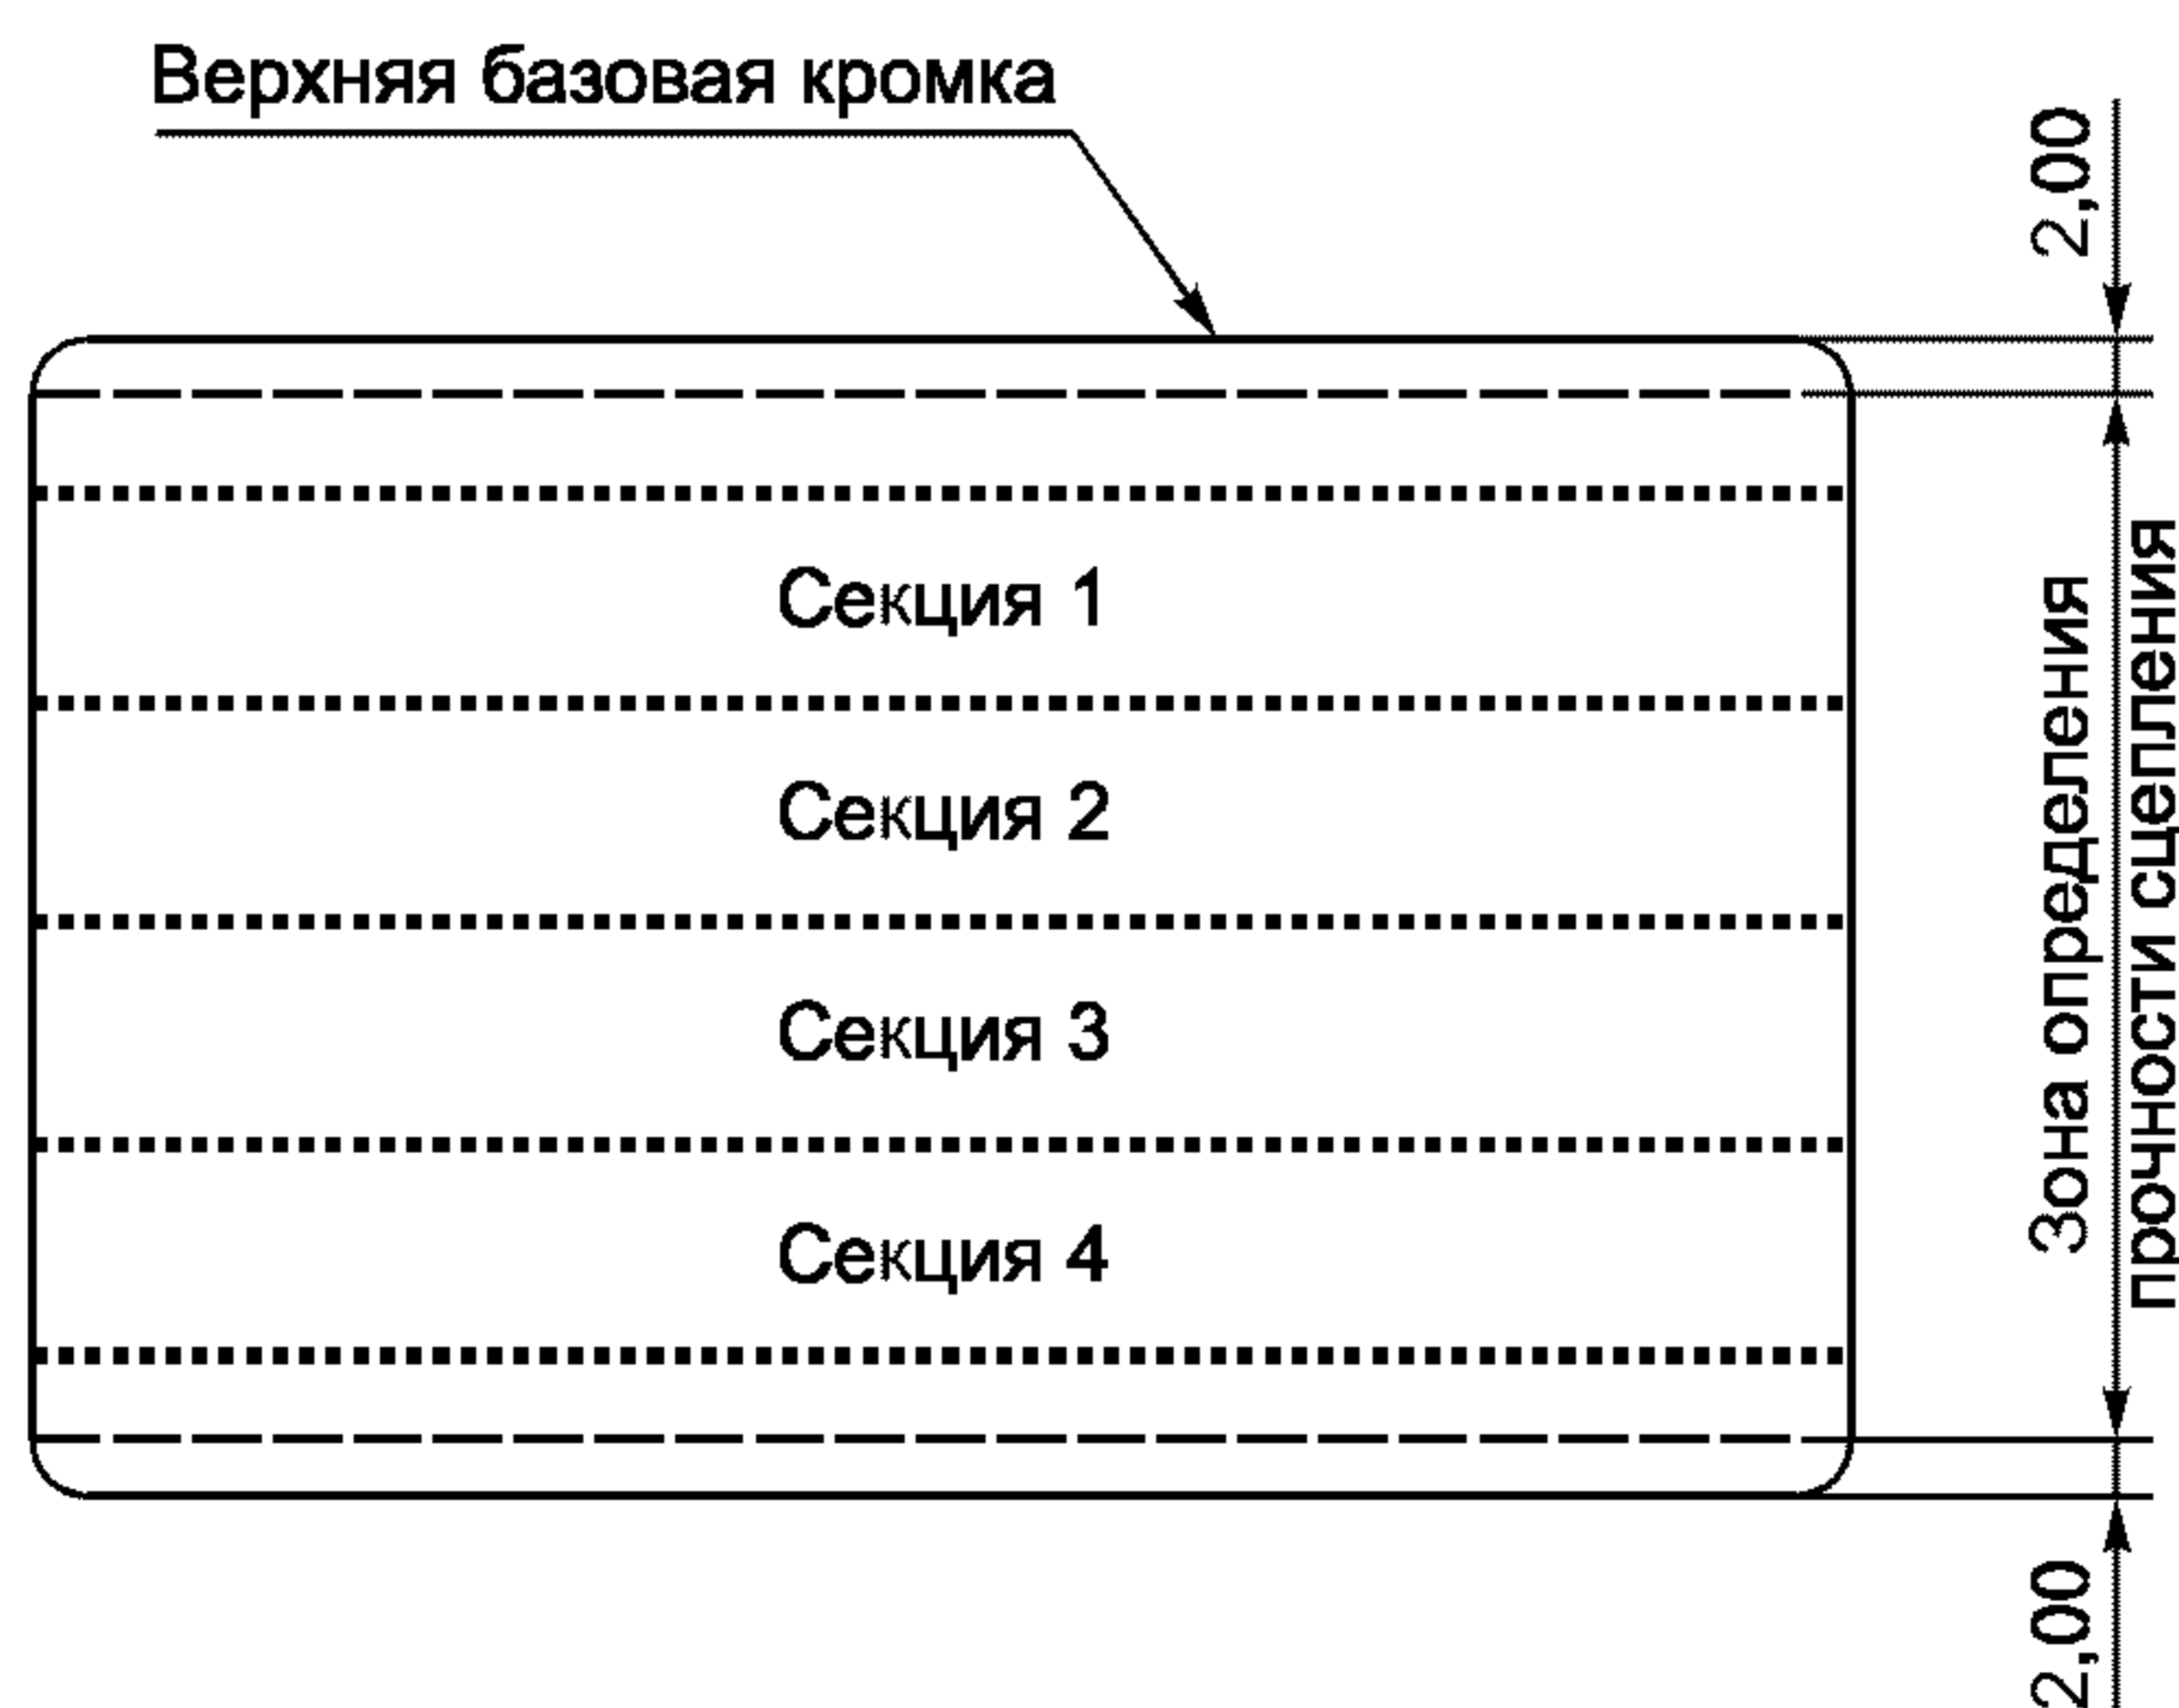 Верхняя базовая кромка
2,00
Секция 1
Секция 2
Секция 3
Секция 4
Зона определения
прочности сцепления
2,00